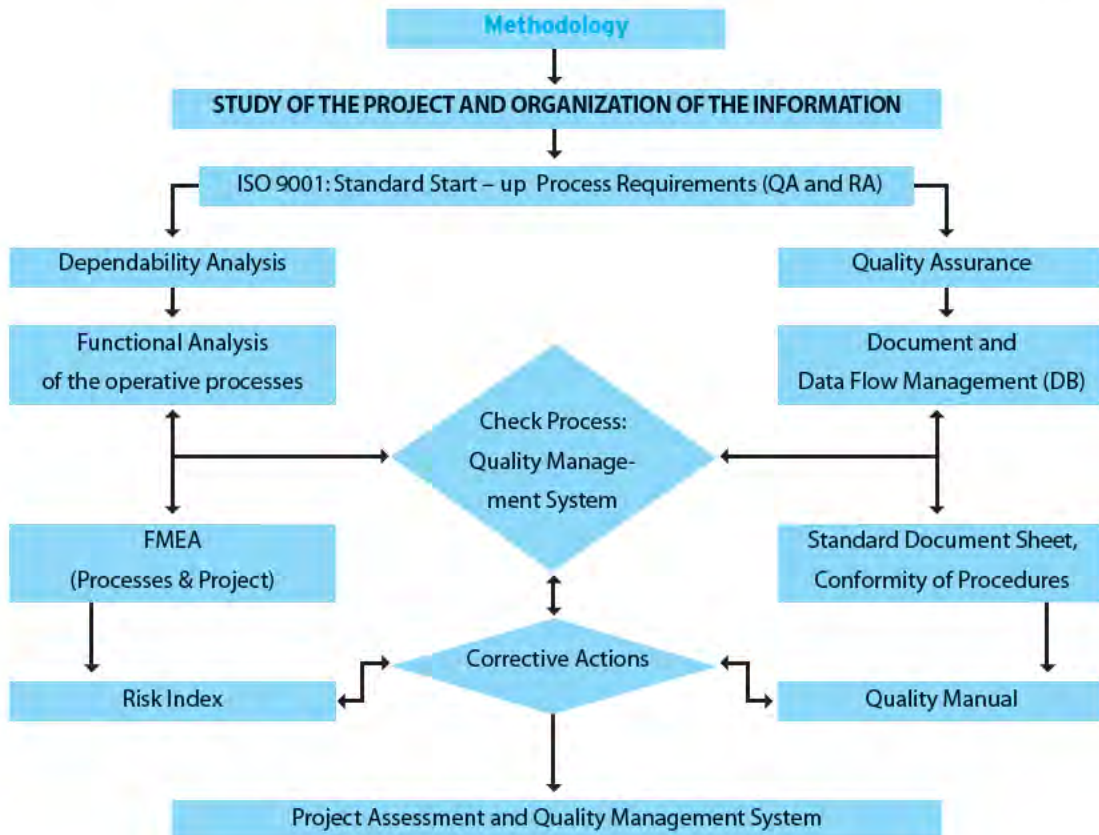 Methodology
STUDY OF THE PROJECT AND ORGANIZATION OF THE INFORMATION
ISO 9001: Standard Start – up Process Requirements (QA and RA)
Dependability Analysis
Quality Assurance
Functional Analysis
of the operative processes
Document and
Data Flow Management (DB)
Check Process:
Quality Manage-
ment System
FMEA
(Processes & Project)
Standard Document Sheet,
Conformity of Procedures
Corrective Actions
Risk Index
Quality Manual
Project Assessment and Quality Management System